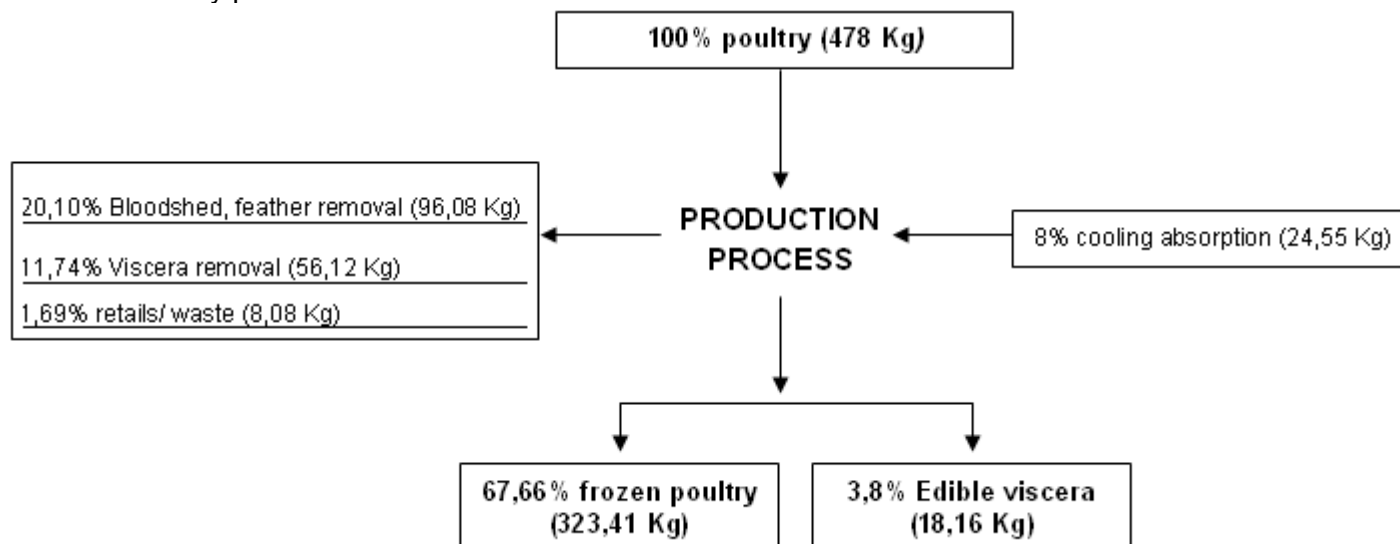 100% poultry (478 Kg)
20,10% Bloodshed, feather removal (96,08 Kg)
11,74% Viscera removal (56,12 Kg)
1,69% retails/ waste (8,08 Kg)
PRODUCTION
PROCESS
8% cooling absorption (24,55 Kg)
67,66% frozen poultry
(323,41 Kg)
3,8% Edible viscera
(18,16 Kg)